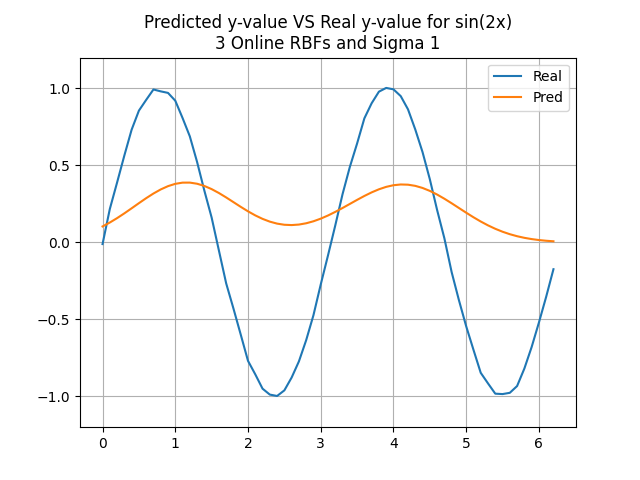 Predicted y-value VS Real y-value for sin(2x)
3 Online RBFs and Sigma 1
Real
Pred
1.0
0.5
0.0
−0.5
−1.0
0 1 2 3 4 5 6